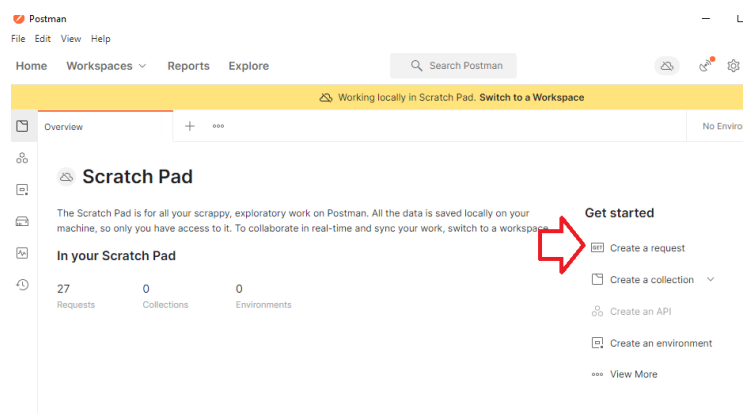 Postman
File Edit View Help
Home Workspaces Reports Explore Search Postman
Working locally in Scratch Pad. Switch to a Workspace
Overview No Enviro
Scratch Pad
The Scratch Pad is for all your scrappy, exploratory work on Postman. All the data is saved locally on your
machine, so only you have access to it. To collaborate in real-time and sync your work, switch to a workspace.
In your Scratch Pad
27 0 0
Requests Collections Environments
Get started
GET Create a request
Create a collection
Create an API
Create an environment
View More